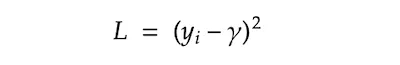 L = (yᵢ – γ)²